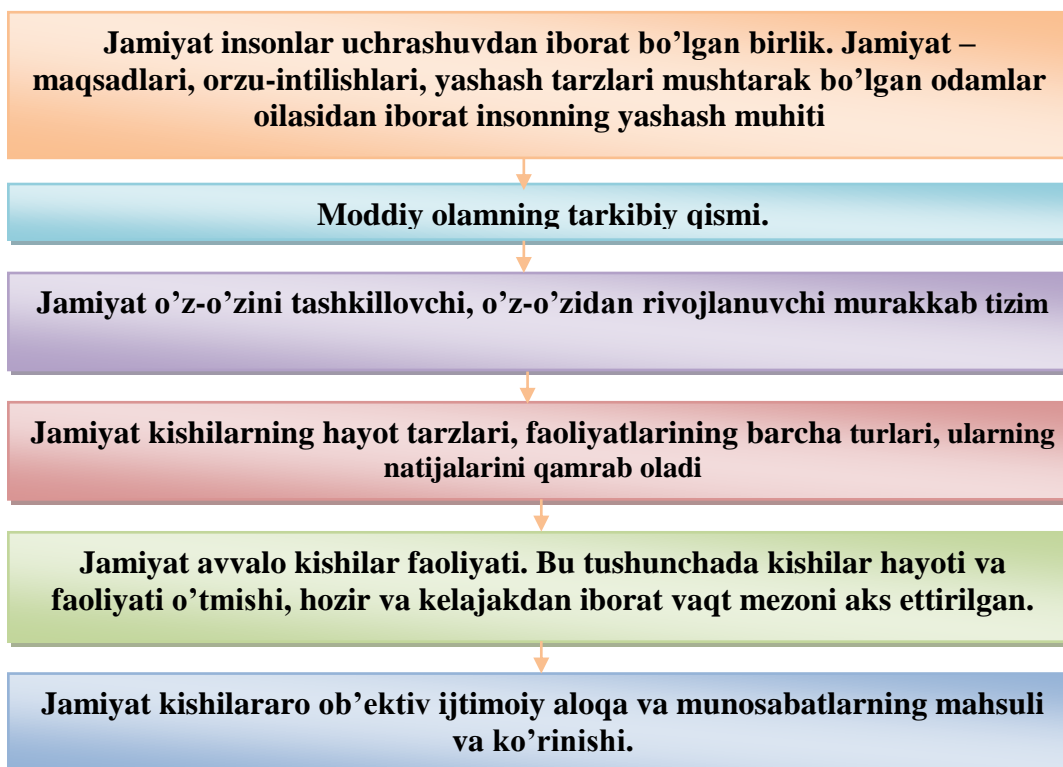 Jamiyat insonlar uchrashuvdan iborat bo’lgan birlik. Jamiyat –
maqsadlari, orzu-intilishlari, yashash tarzlari mushtarak bo’lgan odamlar
oilasidan iborat insonning yashash muhiti
Moddiy olamning tarkibiy qismi.
Jamiyat o’z-o’zini tashkillovchi, o’z-o’zidan rivojlanuvchi murakkab tizim
Jamiyat kishilarning hayot tarzlari, faoliyatlarining barcha turlari, ularning
natijalarini qamrab oladi
Jamiyat avvalo kishilar faoliyati. Bu tushunchada kishilar hayoti va
faoliyati o’tmishi, hozir va kelajakdan iborat vaqt mezoni aks ettirilgan.
Jamiyat kishilararo ob’ektiv ijtimoiy aloqa va munosabatlarning mahsuli
va ko’rinishi.